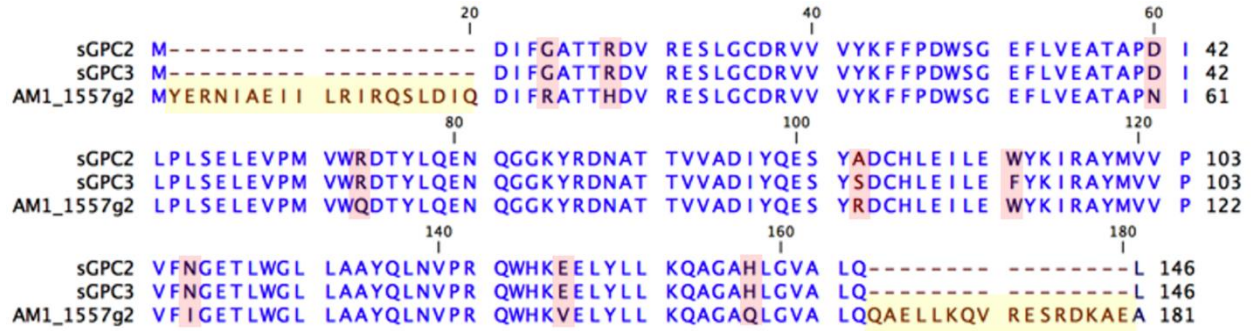 20 40 60
sGPC2 M- - - - - - - - - - - - - - - - - - DIFGATTRDV RESLGCDRVV VYKFFPDWSG EFLVEATAPD I 42
sGPC3 M- - - - - - - - - - - - - - - - - - DIFGATTRDV RESLGCDRVV VYKFFPDWSG EFLVEATAPD I 42
AM1_1557g2 MYERNIAEII LRIRQSLDIQ DIFRATTHDV RESLGCDRVV VYKFFPDWSG EFLVEATAPN I 61
80 100 120
sGPC2 LPLSELEVPM VWRDTYLQEN QGGKYRDNAT TVVADIYQES YADCHLEILE WYKIRAYMVV P 103
sGPC3 LPLSELEVPM VWRDTYLQEN QGGKYRDNAT TVVADIYQES YSDCHLEILE FYKIRAYMVV P 103
AM1_1557g2 LPLSELEVPM VWQDTYLQEN QGGKYRDNAT TVVADIYQES YRDCHLEILE WYKIRAYMVV P 122
140 160 180
sGPC2 VFNGETLWGL LAAYQLNVPR QWHKEELYLL KQAGAHLGVA LQ- - - - - - - - - - - - - - - L 146
sGPC3 VFNGETLWGL LAAYQLNVPR QWHKEELYLL KQAGAHLGVA LQ- - - - - - - - - - - - - - - L 146
AM1_1557g2 VFIGETLWGL LAAYQLNVPR QWHKVELYLL KQAGAQLGVA LQQAELLKQV RESRDKAEA 181